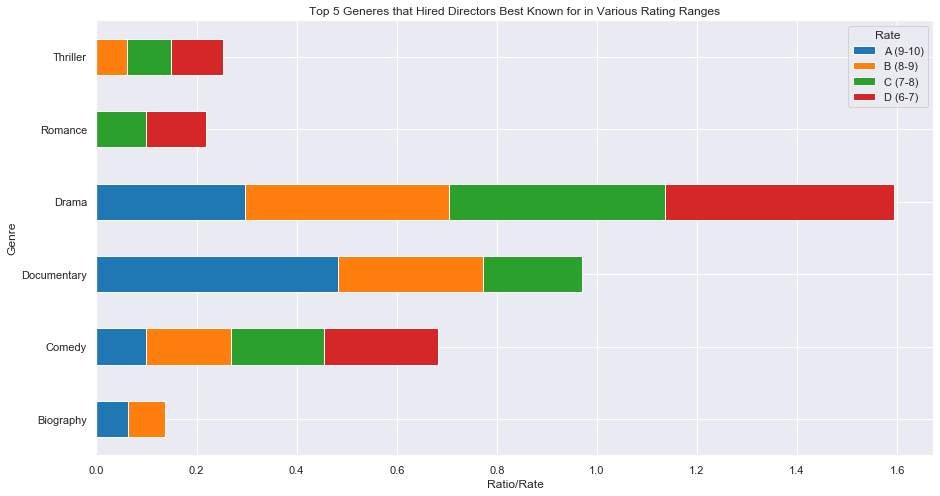 Top 5 Generes that Hired Directors Best Known for in Various Rating Ranges
Rate
A (9-10)
B (8-9)
C (7-8)
D (6-7)
Genre
Thriller
Romance
Drama
Documentary
Comedy
Biography
0.0 0.2 0.4 0.6 0.8 1.0 1.2 1.4 1.6
Ratio/Rate